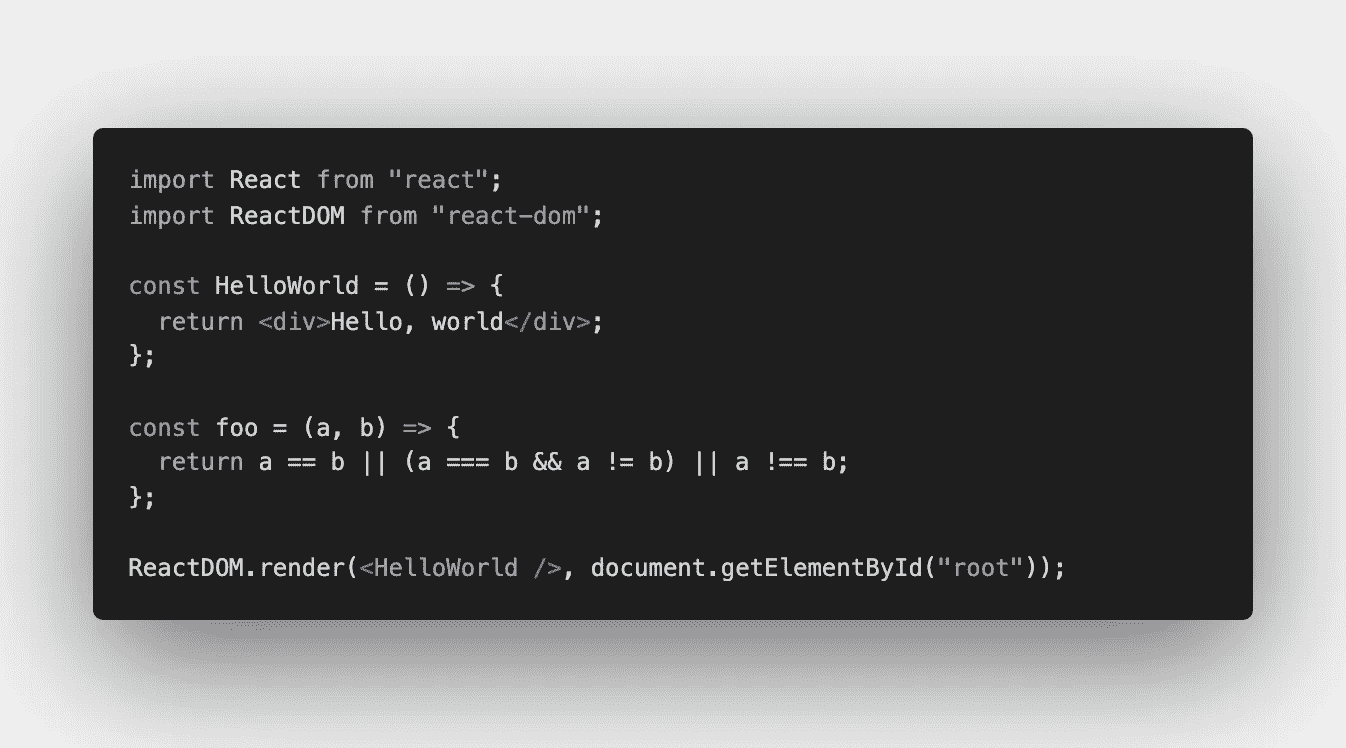 import React from "react";
import ReactDOM from "react-dom";

const HelloWorld = () => {
  return <div>Hello, world</div>;
};

const foo = (a, b) => {
  return a == b || (a === b && a != b) || a !== b;
};

ReactDOM.render(<HelloWorld />, document.getElementById("root"));